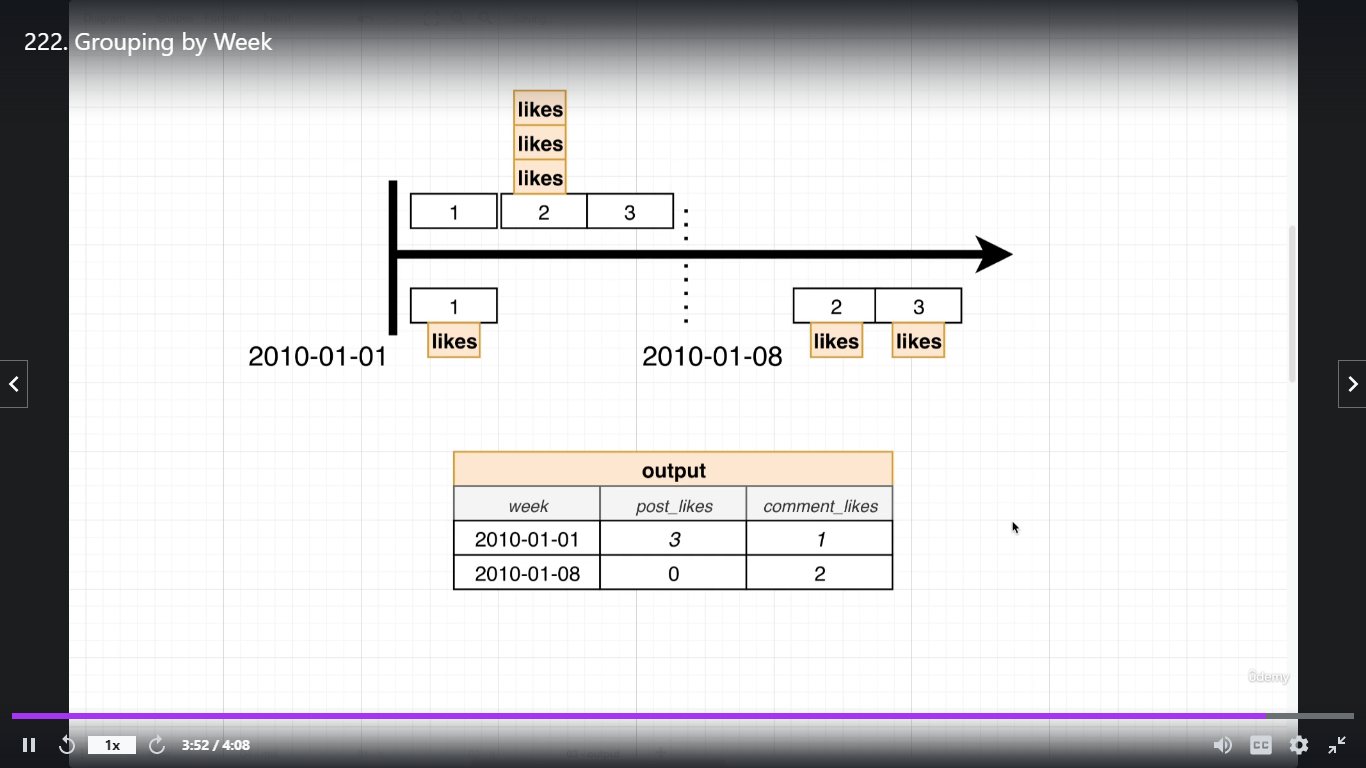 222. Grouping by Week
likes
likes
likes
1 2 3
1 2 3
likes likes likes
2010-01-01 2010-01-08
output
week post_likes comment_likes
2010-01-01 3 1
2010-01-08 0 2
ûdemy
1x 3:52 / 4:08 CC